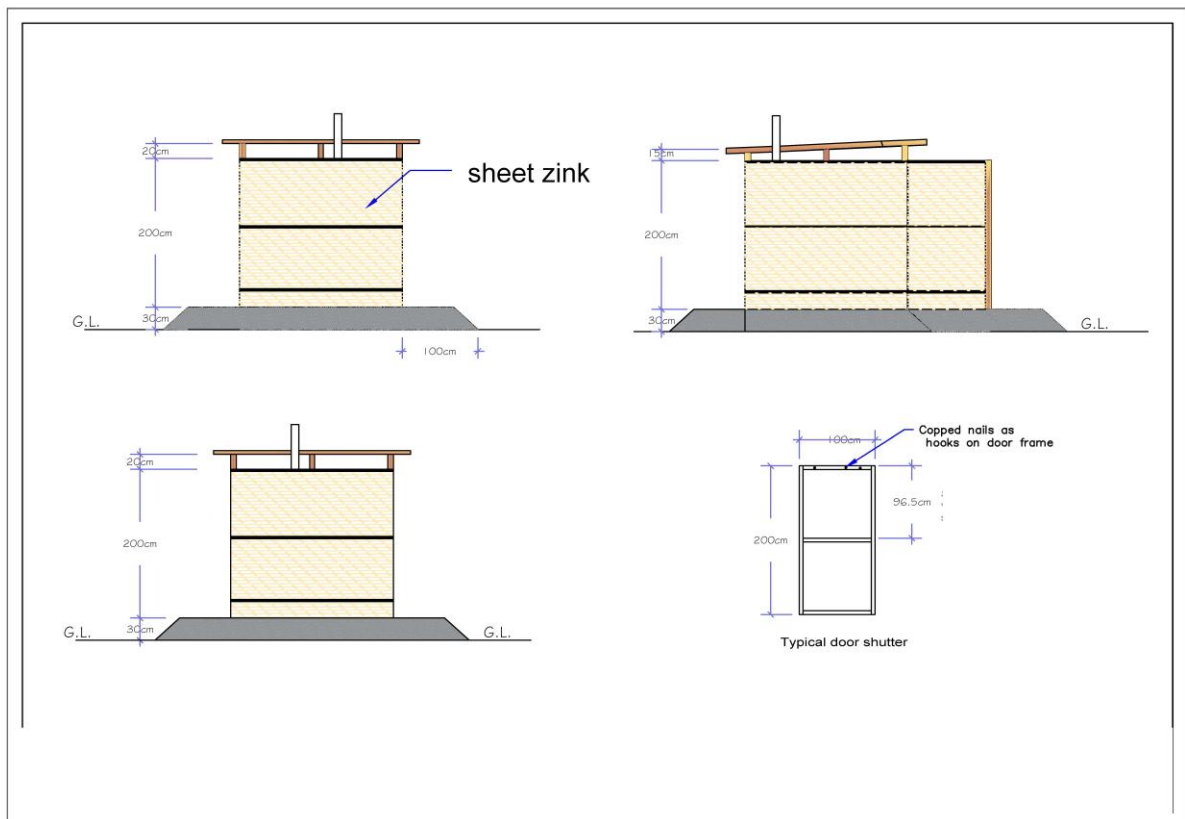 20cm
sheet zink
200cm
30cm
G.L.
100cm
15cm
200cm
30cm
G.L.
20cm
200cm
30cm
G.L.
G.L.
Copped nails as
hooks on door frame
100cm
96.5cm
200cm
Typical door shutter